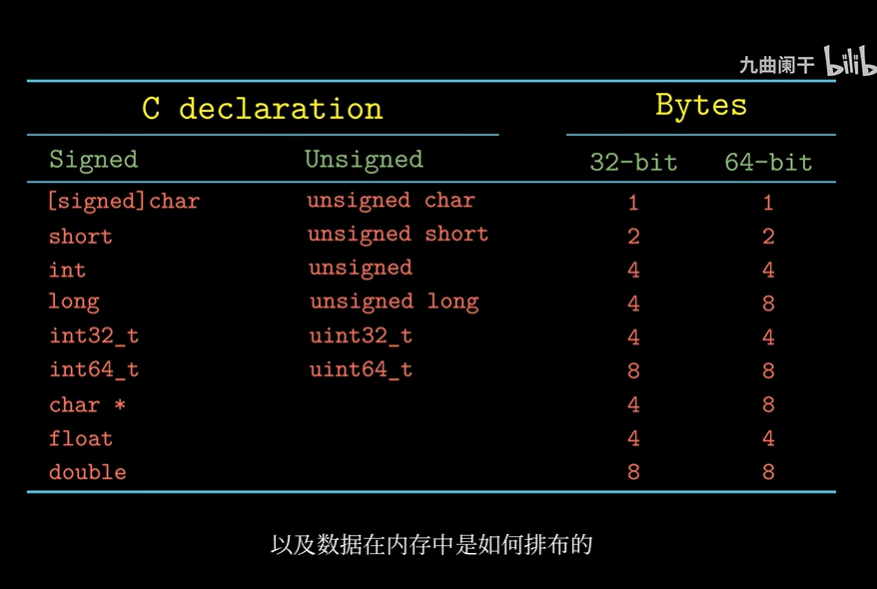 九曲阑干 bilib
C declaration Bytes
Signed Unsigned 32-bit 64-bit
[signed]char unsigned char 1 1
short unsigned short 2 2
int unsigned 4 4
long unsigned long 4 8
int32_t uint32_t 4 4
int64_t uint64_t 8 8
char * 4 8
float 4 4
double 8 8
以及数据在内存中是如何排布的